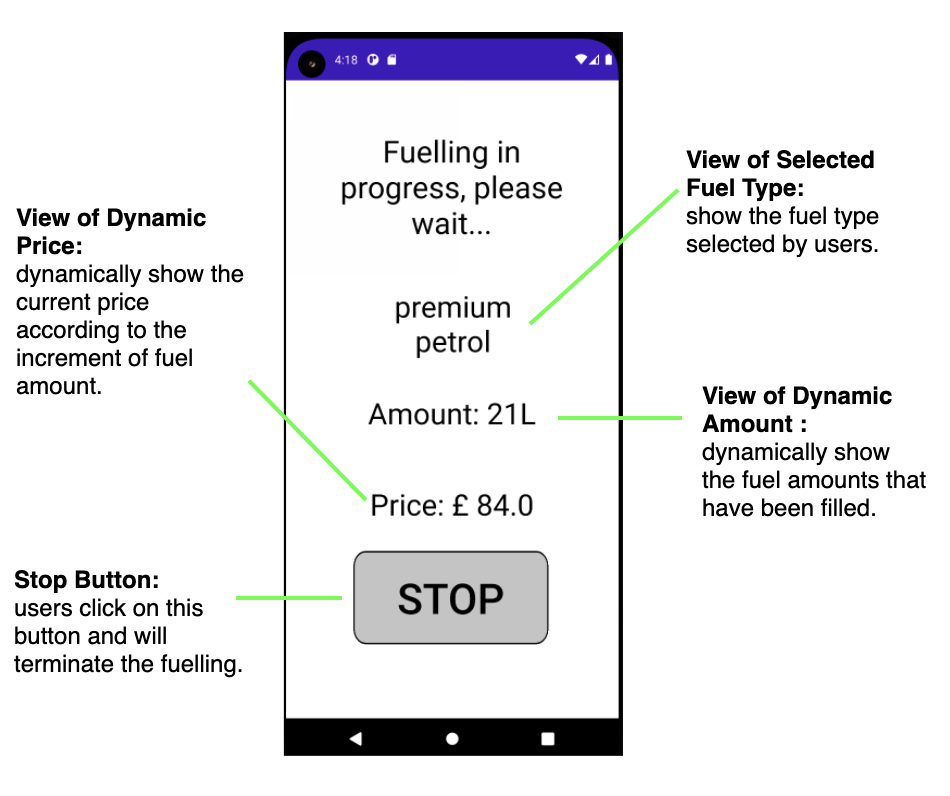 4:18
Fuelling in
progress, please
wait...
premium
petrol
Amount: 21L
Price: £ 84.0
STOP
View of Dynamic
Price:
dynamically show the
current price
according to the
increment of fuel
amount.
Stop Button:
users click on this
button and will
terminate the fuelling.
View of Selected
Fuel Type:
show the fuel type
selected by users.
View of Dynamic
Amount :
dynamically show
the fuel amounts that
have been filled.